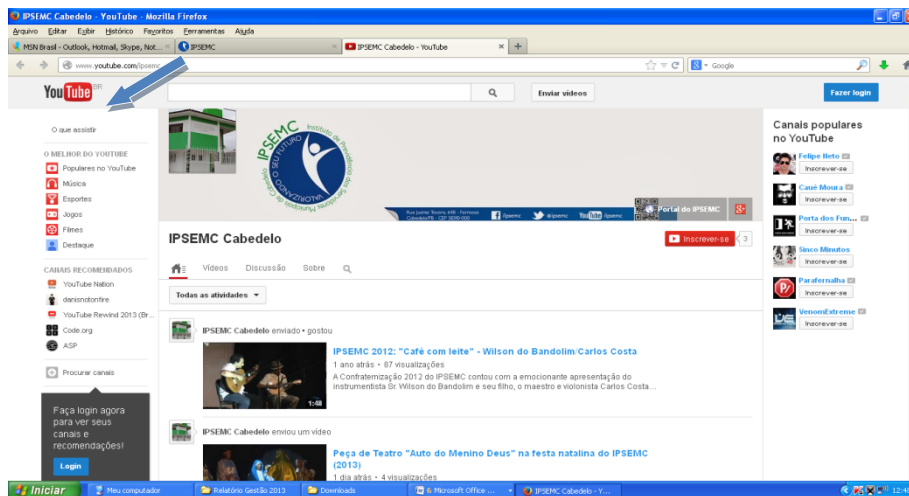 IPSEMC Cabedelo - YouTube - Mozilla Firefox
Arquivo Editar Exibir Histórico Favoritos Ferramentas Ajuda
MSN Brasil - Outlook, Hotmail, Skype, Not...
IPSEMC
IPSEMC Cabedelo - YouTube
www.youtube.com/ipsemc
Google
YouTube BR
Enviar vídeos
Fazer login
O que assistir
O MELHOR DO YOUTUBE
Populares no YouTube
Música
Esportes
Jogos
Filmes
Destaque
CANAIS RECOMENDADOS
YouTube Nation
danisnotonfire
YouTube Rewind 2013 (Br...
Code.org
ASP
Procurar canais
Faça login agora
para ver seus
canais e
recomendações!
Login
IPSEMC
Portal do IPSEMC
IPSEMC Cabedelo
Inscrever-se 3
Vídeos Discussão Sobre
Todas as atividades
IPSEMC Cabedelo enviado • gostou
IPSEMC 2012: "Café com leite" - Wilson do Bandolim/Carlos Costa
1 ano atrás • 87 visualizações
A Confraternização 2012 do IPSEMC contou com a emocionante apresentação do
instrumentista Sr. Wilson do Bandolim e seu filho, o maestro e violonista Carlos Costa...
1:48
IPSEMC Cabedelo enviou um vídeo
Peça de Teatro "Auto do Menino Deus" na festa natalina do IPSEMC
(2013)
1 dia atrás • 4 visualizações
Canais populares
no YouTube
Felipe Neto
Inscrever-se
Cauê Moura
Inscrever-se
Porta dos Fun...
Inscrever-se
5inco Minutos
Inscrever-se
Parafernalha
Inscrever-se
VenomExtreme
Inscrever-se
Iniciar
Meu computador
Relatório Gestão 2013
Downloads
6 Microsoft Office ...
IPSEMC Cabedelo - Y...